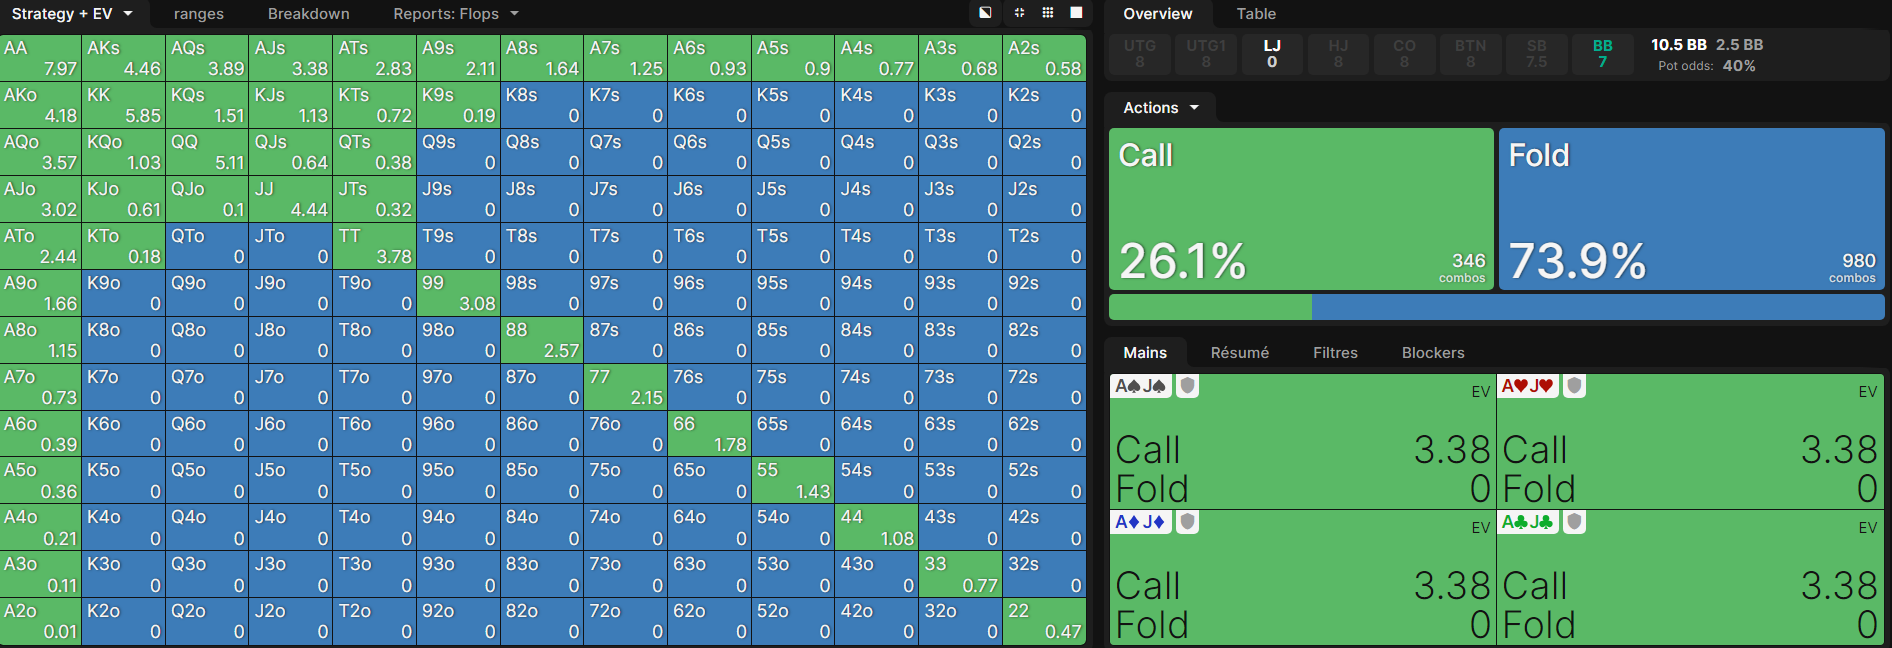 Strategy + EV ranges Breakdown Reports: Flops
AA AKs AQs AJs ATs A9s A8s A7s A6s A5s A4s A3s A2s
7.97 4.46 3.89 3.38 2.83 2.11 1.64 1.25 0.93 0.9 0.77 0.68 0.58
AKo KK KQs KJs KTs K9s K8s K7s K6s K5s K4s K3s K2s
4.18 5.85 1.51 1.13 0.72 0.19 0 0 0 0 0 0 0
AQo KQo QQ QJs QTs Q9s Q8s Q7s Q6s Q5s Q4s Q3s Q2s
3.57 1.03 5.11 0.64 0.38 0 0 0 0 0 0 0 0
AJo KJo QJo JJ JTs J9s J8s J7s J6s J5s J4s J3s J2s
3.02 0.61 0.1 4.44 0.32 0 0 0 0 0 0 0 0
ATo KTo QTo JTo TT T9s T8s T7s T6s T5s T4s T3s T2s
2.44 0.18 0 0 3.78 0 0 0 0 0 0 0 0
A9o K9o Q9o J9o T9o 99 98s 97s 96s 95s 94s 93s 92s
1.66 0 0 0 0 3.08 0 0 0 0 0 0 0
A8o K8o Q8o J8o T8o 98o 88 87s 86s 85s 84s 83s 82s
1.15 0 0 0 0 0 2.57 0 0 0 0 0 0
A7o K7o Q7o J7o T7o 97o 87o 77 76s 75s 74s 73s 72s
0.73 0 0 0 0 0 0 2.15 0 0 0 0 0
A6o K6o Q6o J6o T6o 96o 86o 76o 66 65s 64s 63s 62s
0.39 0 0 0 0 0 0 0 1.78 0 0 0 0
A5o K5o Q5o J5o T5o 95o 85o 75o 65o 55 54s 53s 52s
0.36 0 0 0 0 0 0 0 0 1.43 0 0 0
A4o K4o Q4o J4o T4o 94o 84o 74o 64o 54o 44 43s 42s
0.21 0 0 0 0 0 0 0 0 0 1.08 0 0
A3o K3o Q3o J3o T3o 93o 83o 73o 63o 53o 43o 33 32s
0.11 0 0 0 0 0 0 0 0 0 0 0.77 0
A2o K2o Q2o J2o T2o 92o 82o 72o 62o 52o 42o 32o 22
0.01 0 0 0 0 0 0 0 0 0 0 0 0.47
Overview Table
UTG UTG1 LJ HJ CO BTN SB BB 10.5 BB 2.5 BB
8 8 0 8 8 8 7.5 7 Pot odds: 40%
Actions
Call Fold
26.1% 346 combos 73.9% 980 combos
Mains Résumé Filtres Blockers
A♠J♠ EV A♥J♥ EV
Call 3.38 Call 3.38
Fold 0 Fold 0
A♦J♦ EV A♣J♣ EV
Call 3.38 Call 3.38
Fold 0 Fold 0